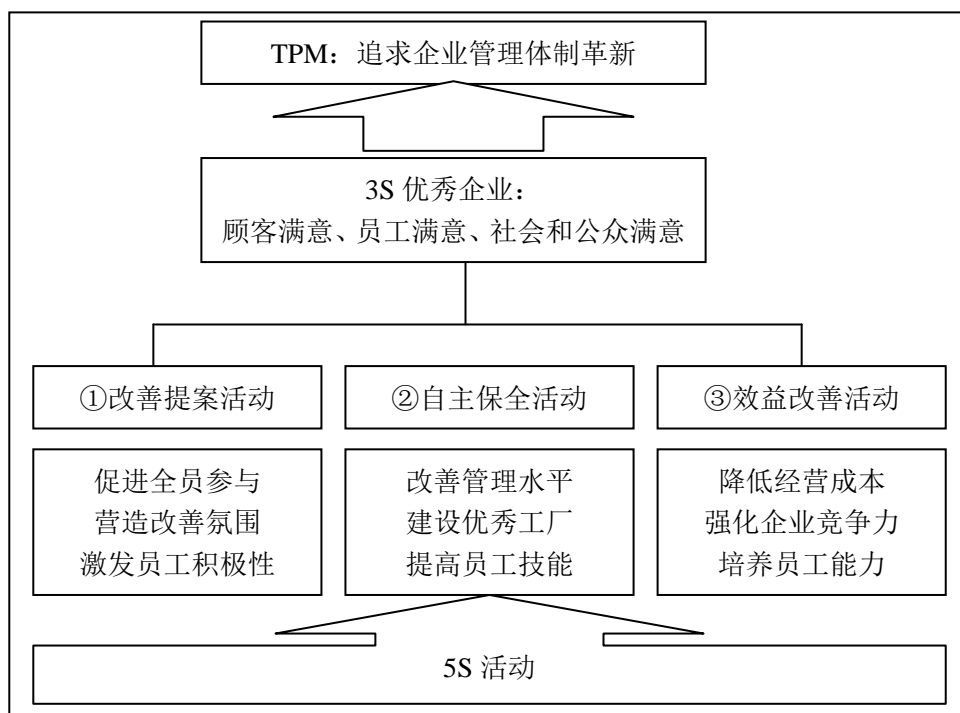 TPM：追求企业管理体制革新
3S 优秀企业：
顾客满意、员工满意、社会和公众满意
①改善提案活动
②自主保全活动
③效益改善活动
促进全员参与
营造改善氛围
激发员工积极性
改善管理水平
建设优秀工厂
提高员工技能
降低经营成本
强化企业竞争力
培养员工能力
5S 活动